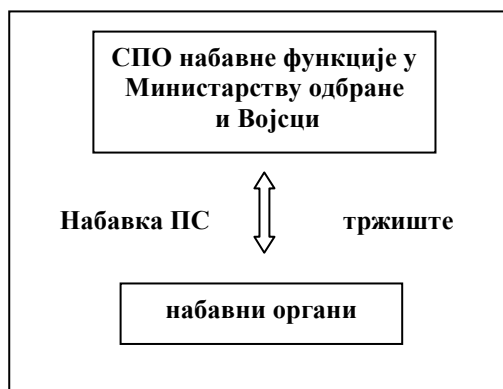 СПО набавне функције у
Министарству одбране
и Војсци
Набавка ПС тржиште
набавни органи